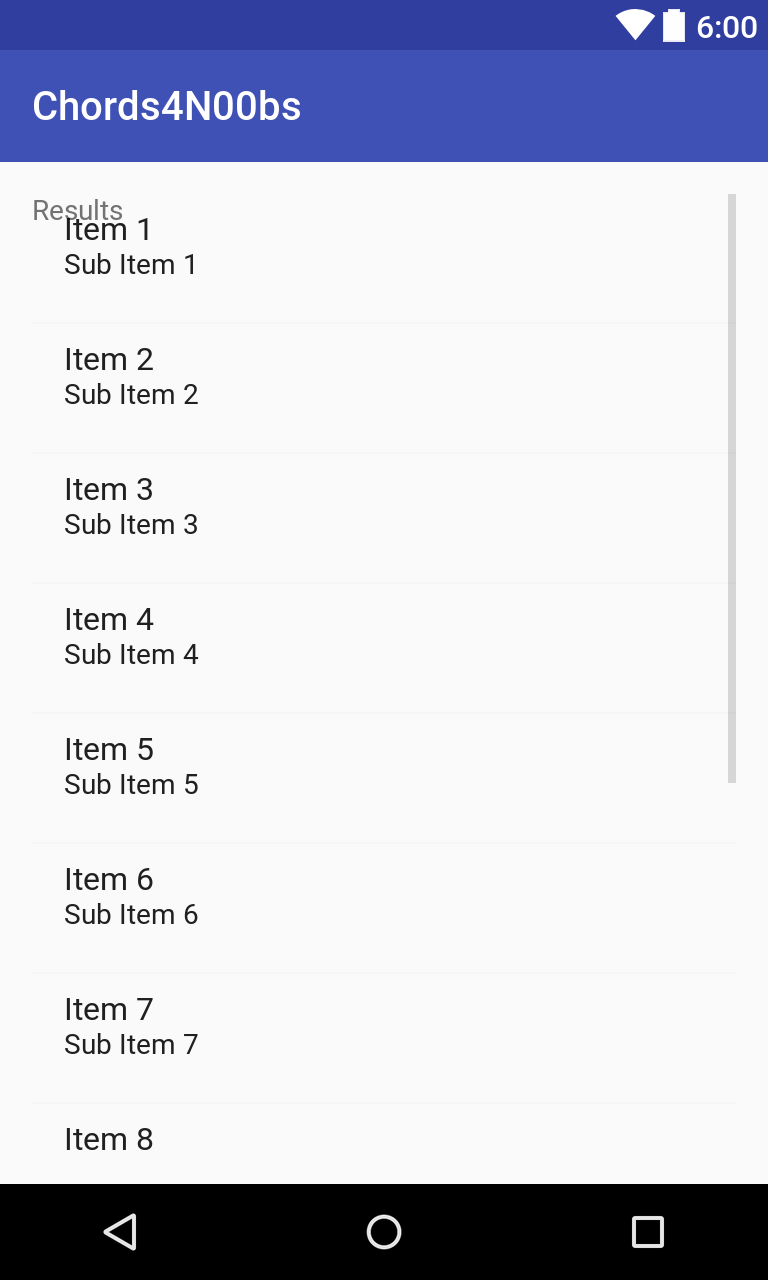 6:00
Chords4N00bs
Results
Item 1
Sub Item 1
Item 2
Sub Item 2
Item 3
Sub Item 3
Item 4
Sub Item 4
Item 5
Sub Item 5
Item 6
Sub Item 6
Item 7
Sub Item 7
Item 8